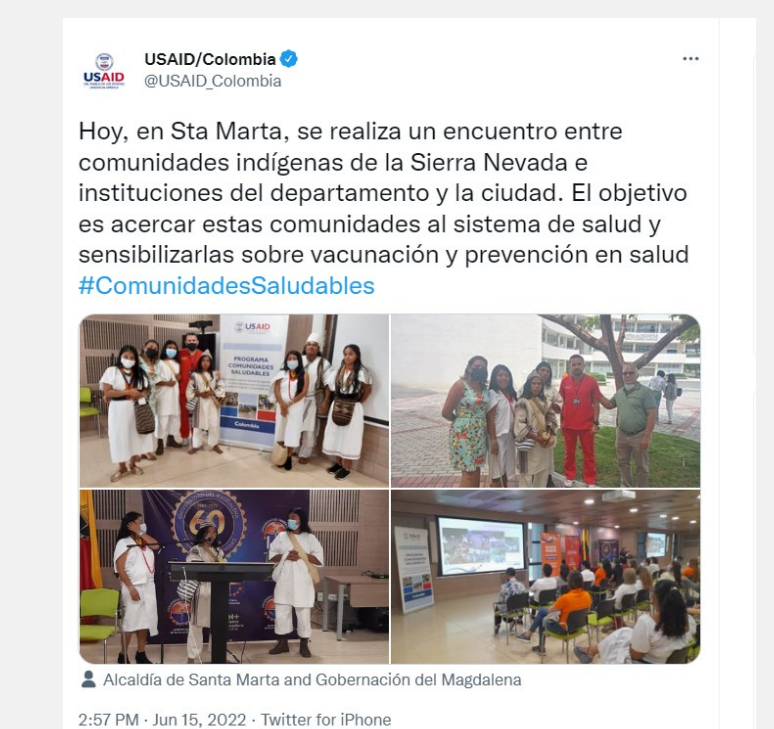 USAID/Colombia
@USAID_Colombia
USAID
Hoy, en Sta Marta, se realiza un encuentro entre
comunidades indígenas de la Sierra Nevada e
instituciones del departamento y la ciudad. El objetivo
es acercar estas comunidades al sistema de salud y
sensibilizarlas sobre vacunación y prevención en salud
#ComunidadesSaludables
USAID
PROGRAMA
COMUNIDADES
SALUDABLES
Colombia
60
Alcaldía de Santa Marta and Gobernación del Magdalena
2:57 PM · Jun 15, 2022 · Twitter for iPhone